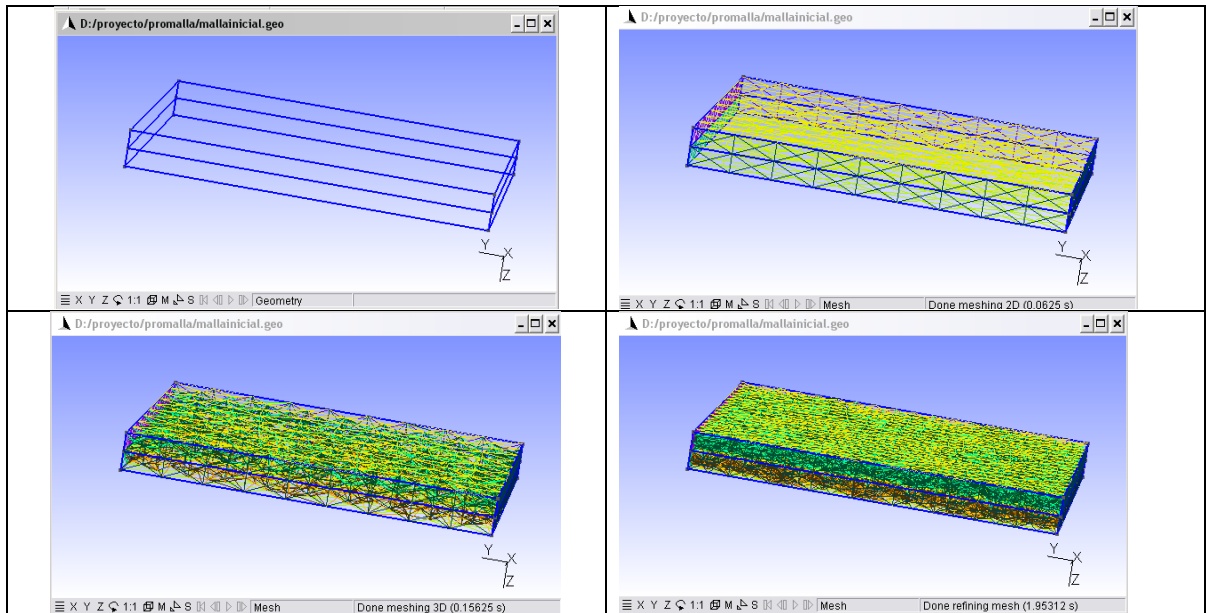 D:/proyecto/promalla/mallainicial.geo
Y
X
Z
X Y Z 1:1 M S Geometry
D:/proyecto/promalla/mallainicial.geo
Y
X
Z
X Y Z 1:1 M S Mesh Done meshing 2D (0.0625 s)
D:/proyecto/promalla/mallainicial.geo
Y
X
Z
X Y Z 1:1 M S Mesh Done meshing 3D (0.15625 s)
D:/proyecto/promalla/mallainicial.geo
Y
X
Z
X Y Z 1:1 M S Mesh Done refining mesh (1.95312 s)